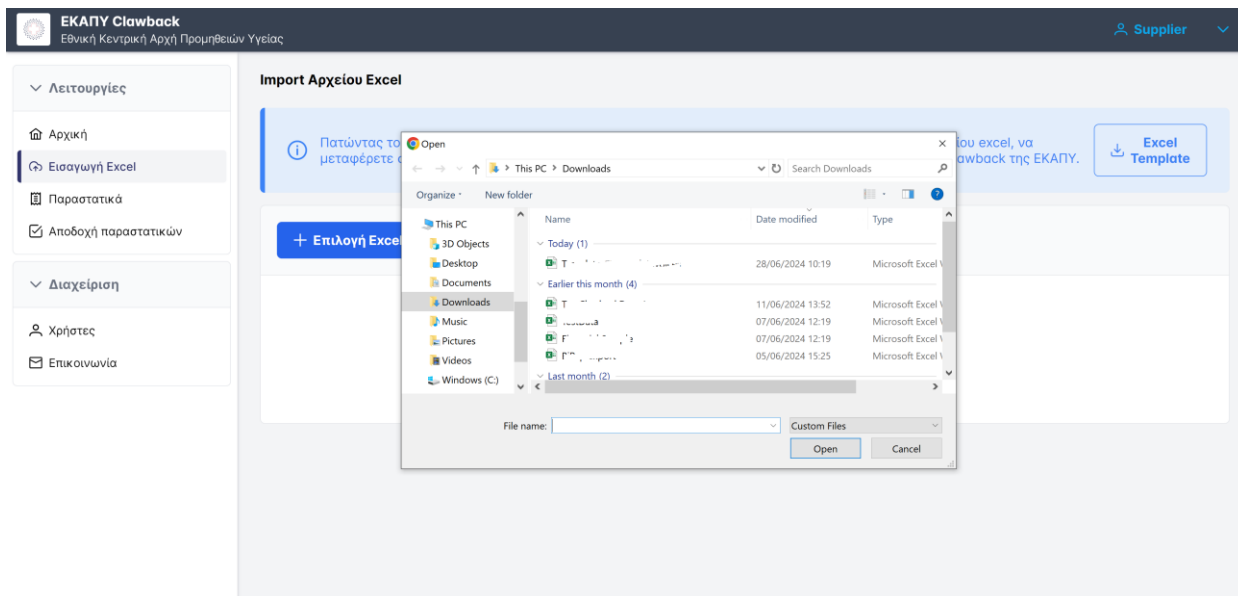 ΕΚΑΠΥ Clawback
Εθνική Κεντρική Αρχή Προμηθειών Υγείας
Supplier
Λειτουργίες
Αρχική
Εισαγωγή Excel
Παραστατικά
Αποδοχή παραστατικών
Διαχείριση
Χρήστες
Επικοινωνία
Import Αρχείου Excel
Πατώντας το
ίου excel, να
μεταφέρετε
awback της ΕΚΑΠΥ.
Excel
Template
+ Επιλογή Excel
Open
This PC > Downloads
Search Downloads
Organize
New folder
This PC
3D Objects
Desktop
Documents
Downloads
Music
Pictures
Videos
Windows (C:)
Name Date modified Type
Today (1)
28/06/2024 10:19 Microsoft Excel
Earlier this month (4)
11/06/2024 13:52 Microsoft Excel
07/06/2024 12:19 Microsoft Excel
07/06/2024 12:19 Microsoft Excel
05/06/2024 15:25 Microsoft Excel
Last month (2)
File name:
Custom Files
Open
Cancel